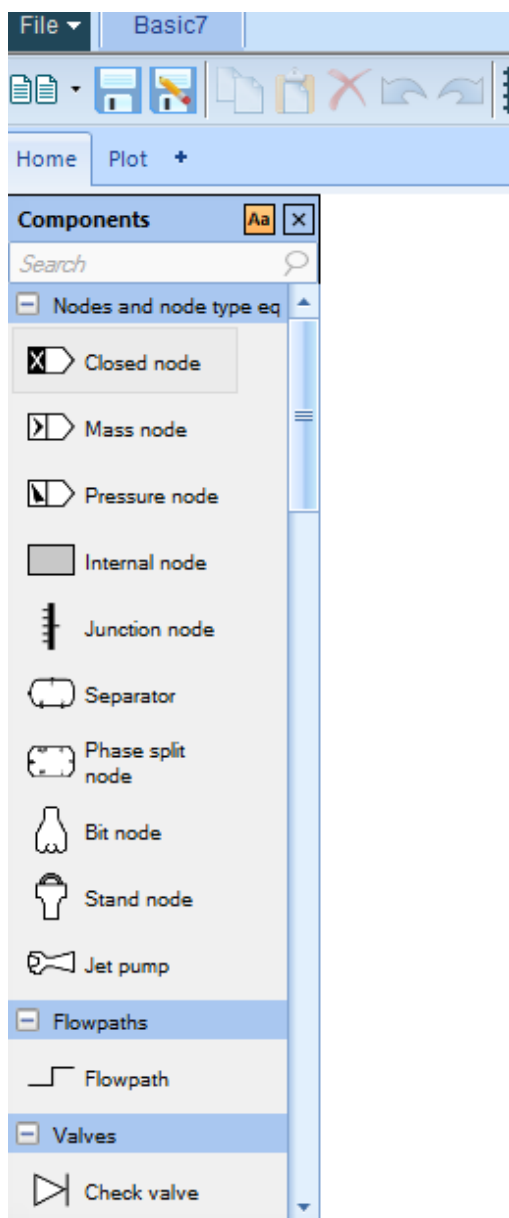 File Basic7
Home Plot +
Components Aa
Search
Nodes and node type eq
Closed node
Mass node
Pressure node
Internal node
Junction node
Separator
Phase split
node
Bit node
Stand node
Jet pump
Flowpaths
Flowpath
Valves
Check valve